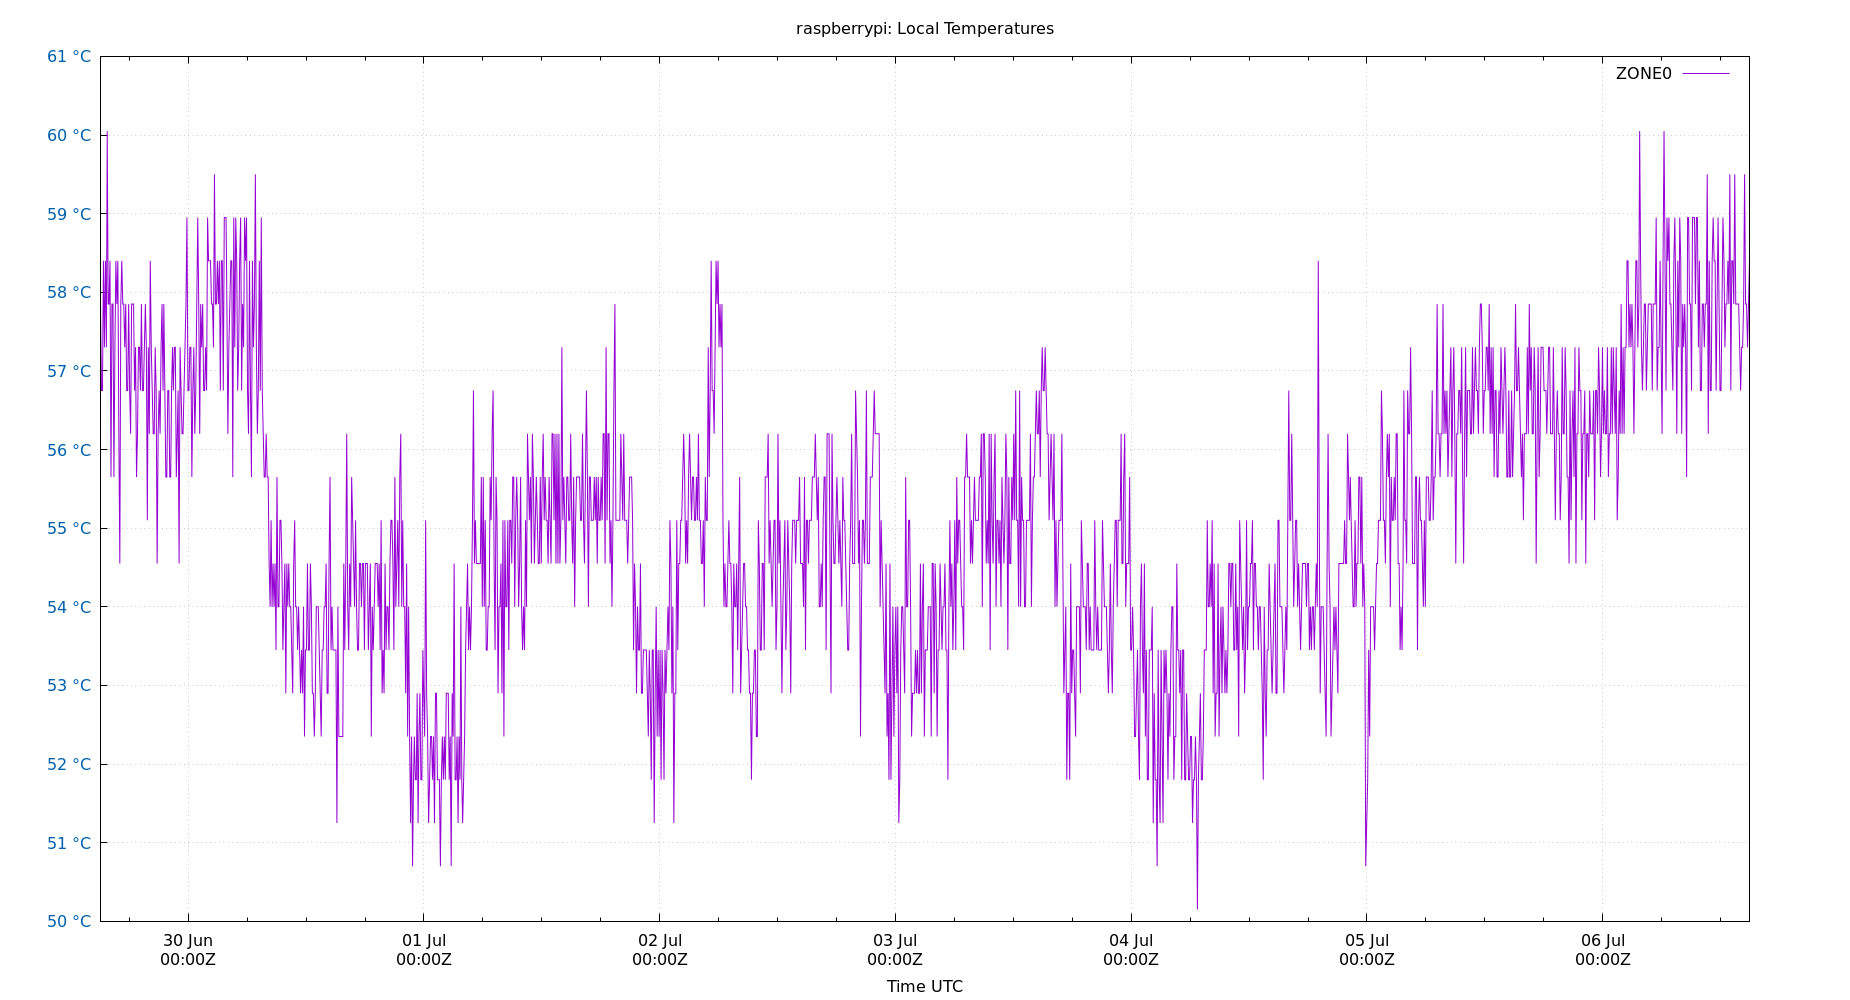 raspberrypi: Local Temperatures
61 °C
ZONE0
60 °C
59 °C
58 °C
57 °C
56 °C
55 °C
54 °C
53 °C
52 °C
51 °C
50 °C
30 Jun 01 Jul 02 Jul 03 Jul 04 Jul 05 Jul 06 Jul
00:00Z 00:00Z 00:00Z 00:00Z 00:00Z 00:00Z 00:00Z
Time UTC